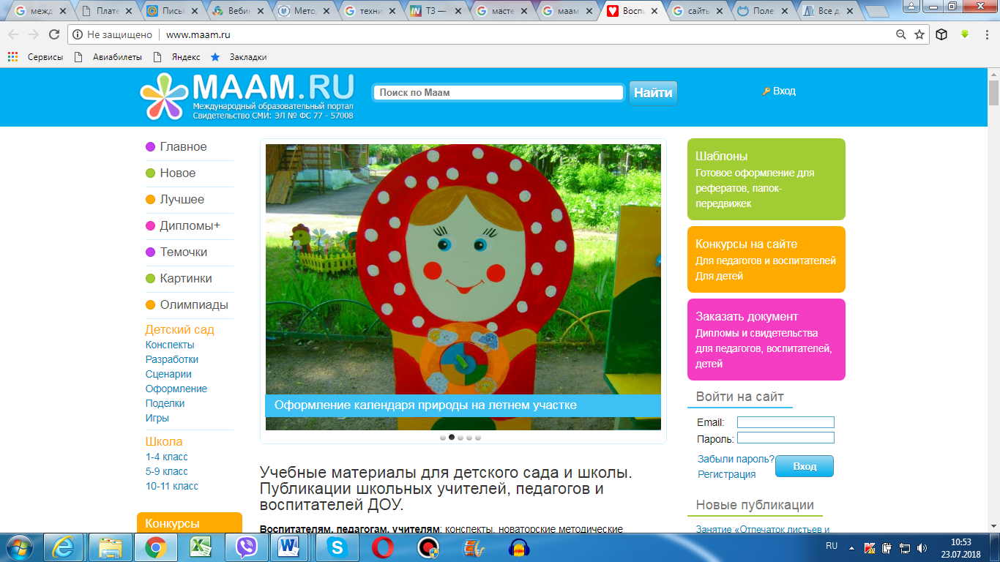 межд
Плате
Письм
Вебин
Мето,
техни
ТЗ —
масте
маам
Восп
сайть
Поле
Все д
Не защищено
www.maam.ru
Сервисы
Авиабилеты
Яндекс
Закладки
MAAM.RU
Международный образовательный портал
Свидетельство СМИ: ЭЛ № ФС 77 - 57008
Поиск по Маам
Найти
Вход
Главное
Новое
Лучшее
Дипломы+
Темочки
Картинки
Олимпиады
Детский сад
Конспекты
Разработки
Сценарии
Оформление
Поделки
Игры
Школа
1-4 класс
5-9 класс
10-11 класс
Конкурсы
Оформление календаря природы на летнем участке
Учебные материалы для детского сада и школы.
Публикации школьных учителей, педагогов и
воспитателей ДОУ.
Воспитателям, педагогам, учителям: конспекты, новаторские методические
Шаблоны
Готовое оформление для
рефератов, папок-
передвижек
Конкурсы на сайте
Для педагогов и воспитателей
Для детей
Заказать документ
Дипломы и свидетельства
для педагогов, воспитателей,
детей
Войти на сайт
Email:
Пароль:
Забыли пароль?
Регистрация
Вход
Новые публикации
Занятие «Отпечаток листьев и
RU
10:53
23.07.2018